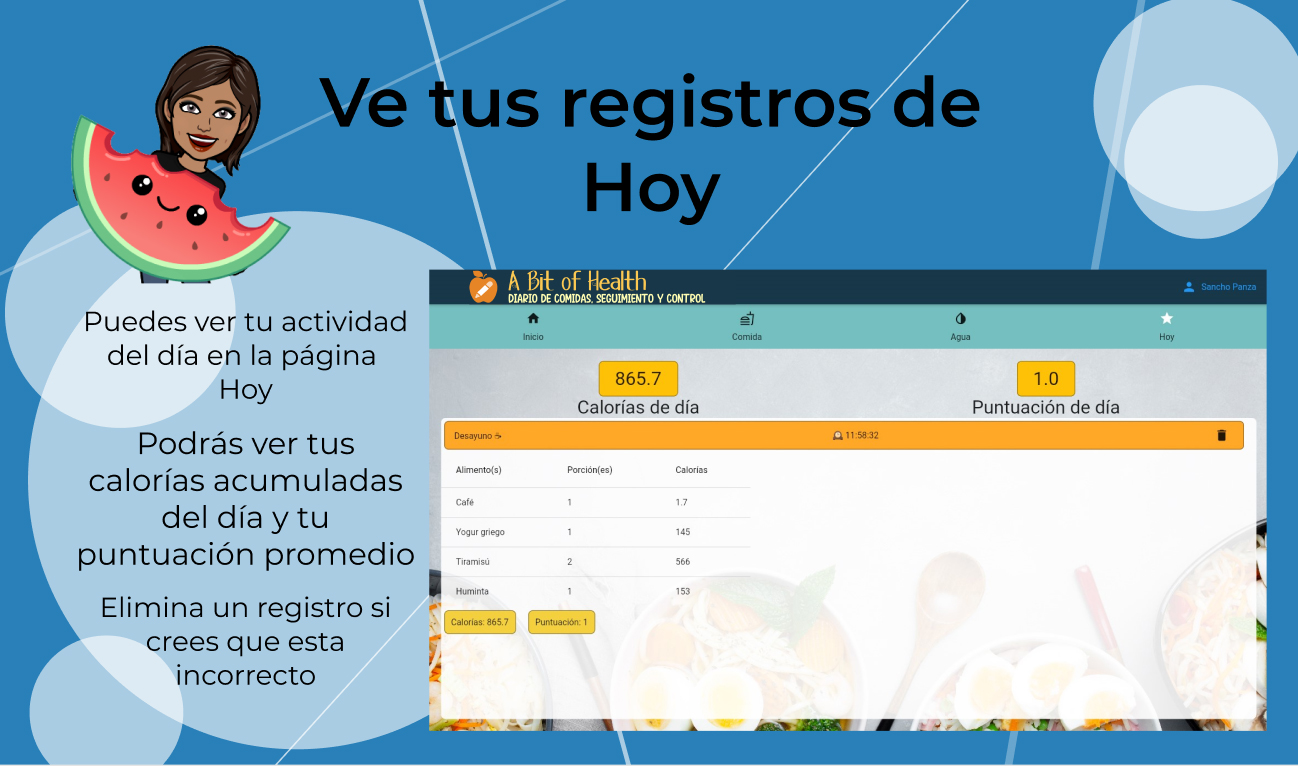 Ve tus registros de
Hoy
Puedes ver tu actividad
del día en la página
Hoy
Podrás ver tus
calorías acumuladas
del día y tu
puntuación promedio
Elimina un registro si
crees que esta
incorrecto
A Bit of Health
DIARIO DE COMIDAS, SEGUIMIENTO Y CONTROL
Sancho Panza
Inicio Comida Agua Hoy
865.7 1.0
Calorías de día Puntuación de día
Desayuno 11:58:32
Alimento(s) Porción(es) Calorías
Café 1 1.7
Yogur griego 1 145
Tiramisú 2 566
Huminta 1 153
Calorías: 865.7 Puntuación: 1